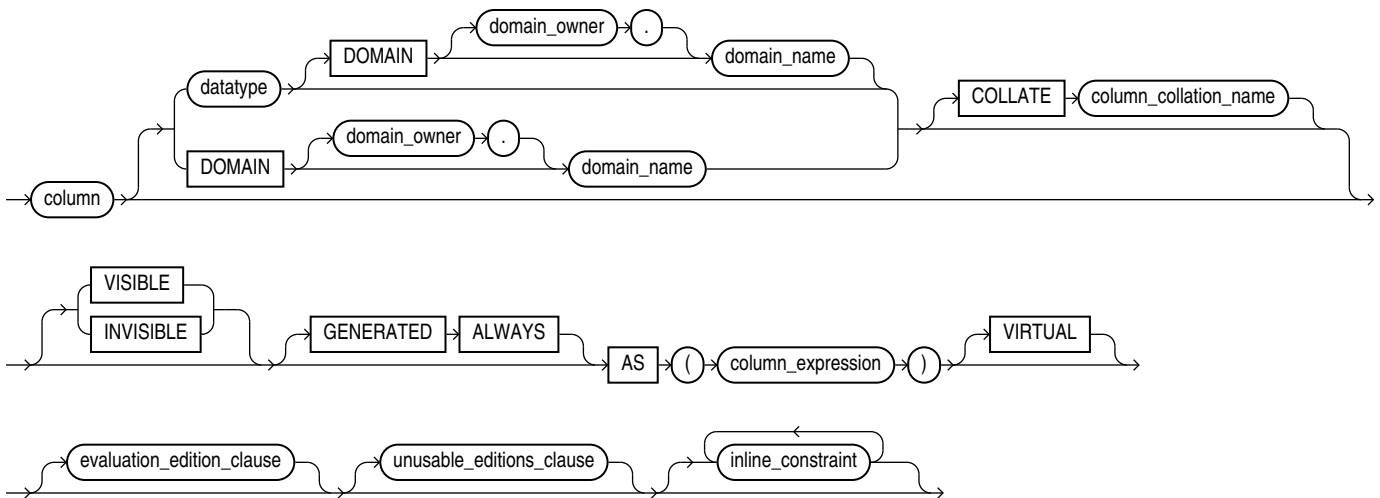 domain_owner .
DOMAIN domain_name
datatype COLLATE column_collation_name
domain_owner .
DOMAIN domain_name
column
VISIBLE
INVISIBLE GENERATED ALWAYS VIRTUAL
AS ( column_expression )
evaluation_edition_clause unusable_editions_clause inline_constraint